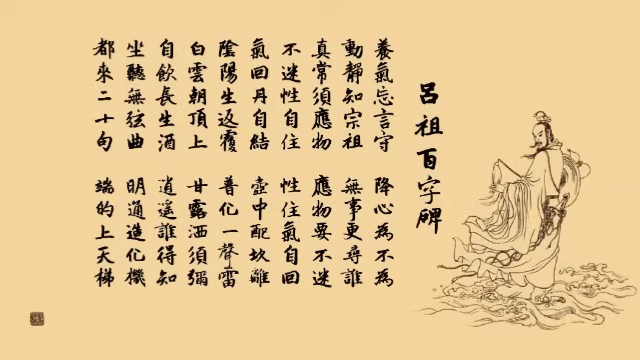 呂祖百字碑
養氣忘言守 降心為不為
動靜知宗祖 無事更尋誰
真常須應物 應物要不迷
不迷性自住 性住氣自回
氣回丹自結 壺中配坎離
陰陽生返覆 普化一聲雷
白雲朝頂上 甘露洒須彌
自飲長生酒 逍遙誰得知
坐聽無弦曲 明通造化機
都來二十句 端的上天梯